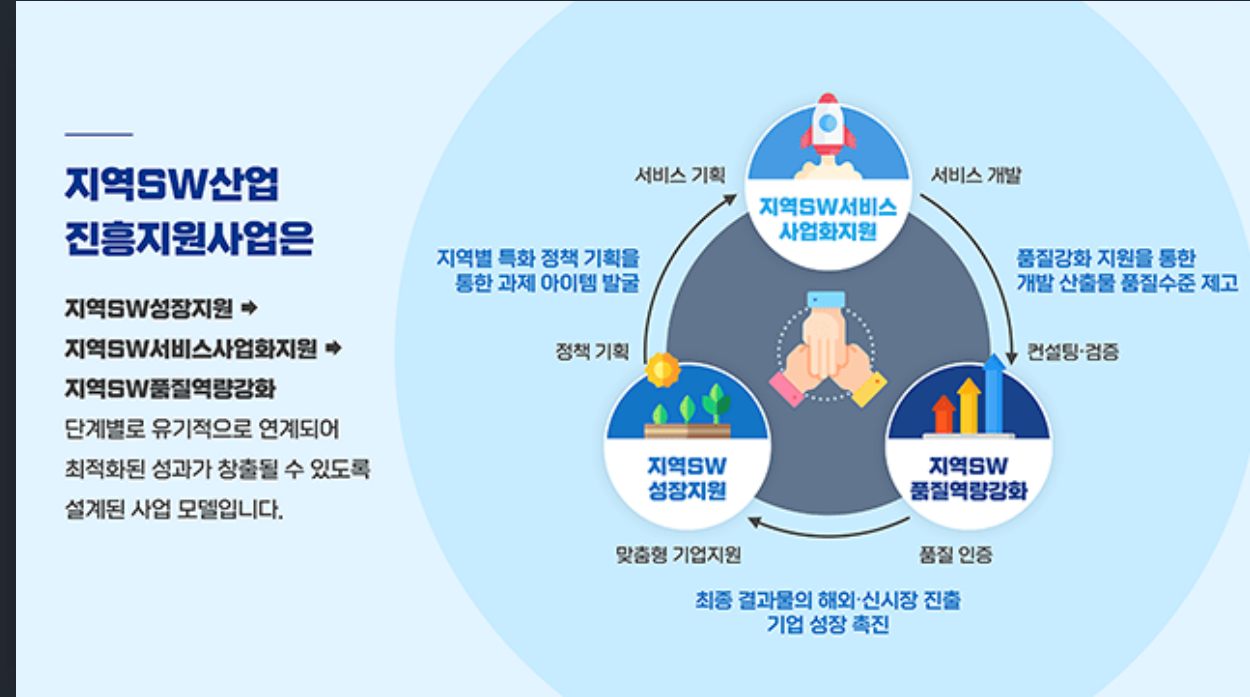 지역SW산업
진흥지원사업은
지역SW성장지원 ➡
지역SW서비스사업화지원 ➡
지역SW품질역량강화
단계별로 유기적으로 연계되어
최적화된 성과가 창출될 수 있도록
설계된 사업 모델입니다.
서비스 기획
지역SW서비스
사업화지원
서비스 개발
지역별 특화 정책 기획을
통한 과제 아이템 발굴
품질강화 지원을 통한
개발 산출물 품질수준 제고
정책 기획
컨설팅·검증
지역SW
성장지원
지역SW
품질역량강화
맞춤형 기업지원
품질 인증
최종 결과물의 해외·신시장 진출
기업 성장 촉진